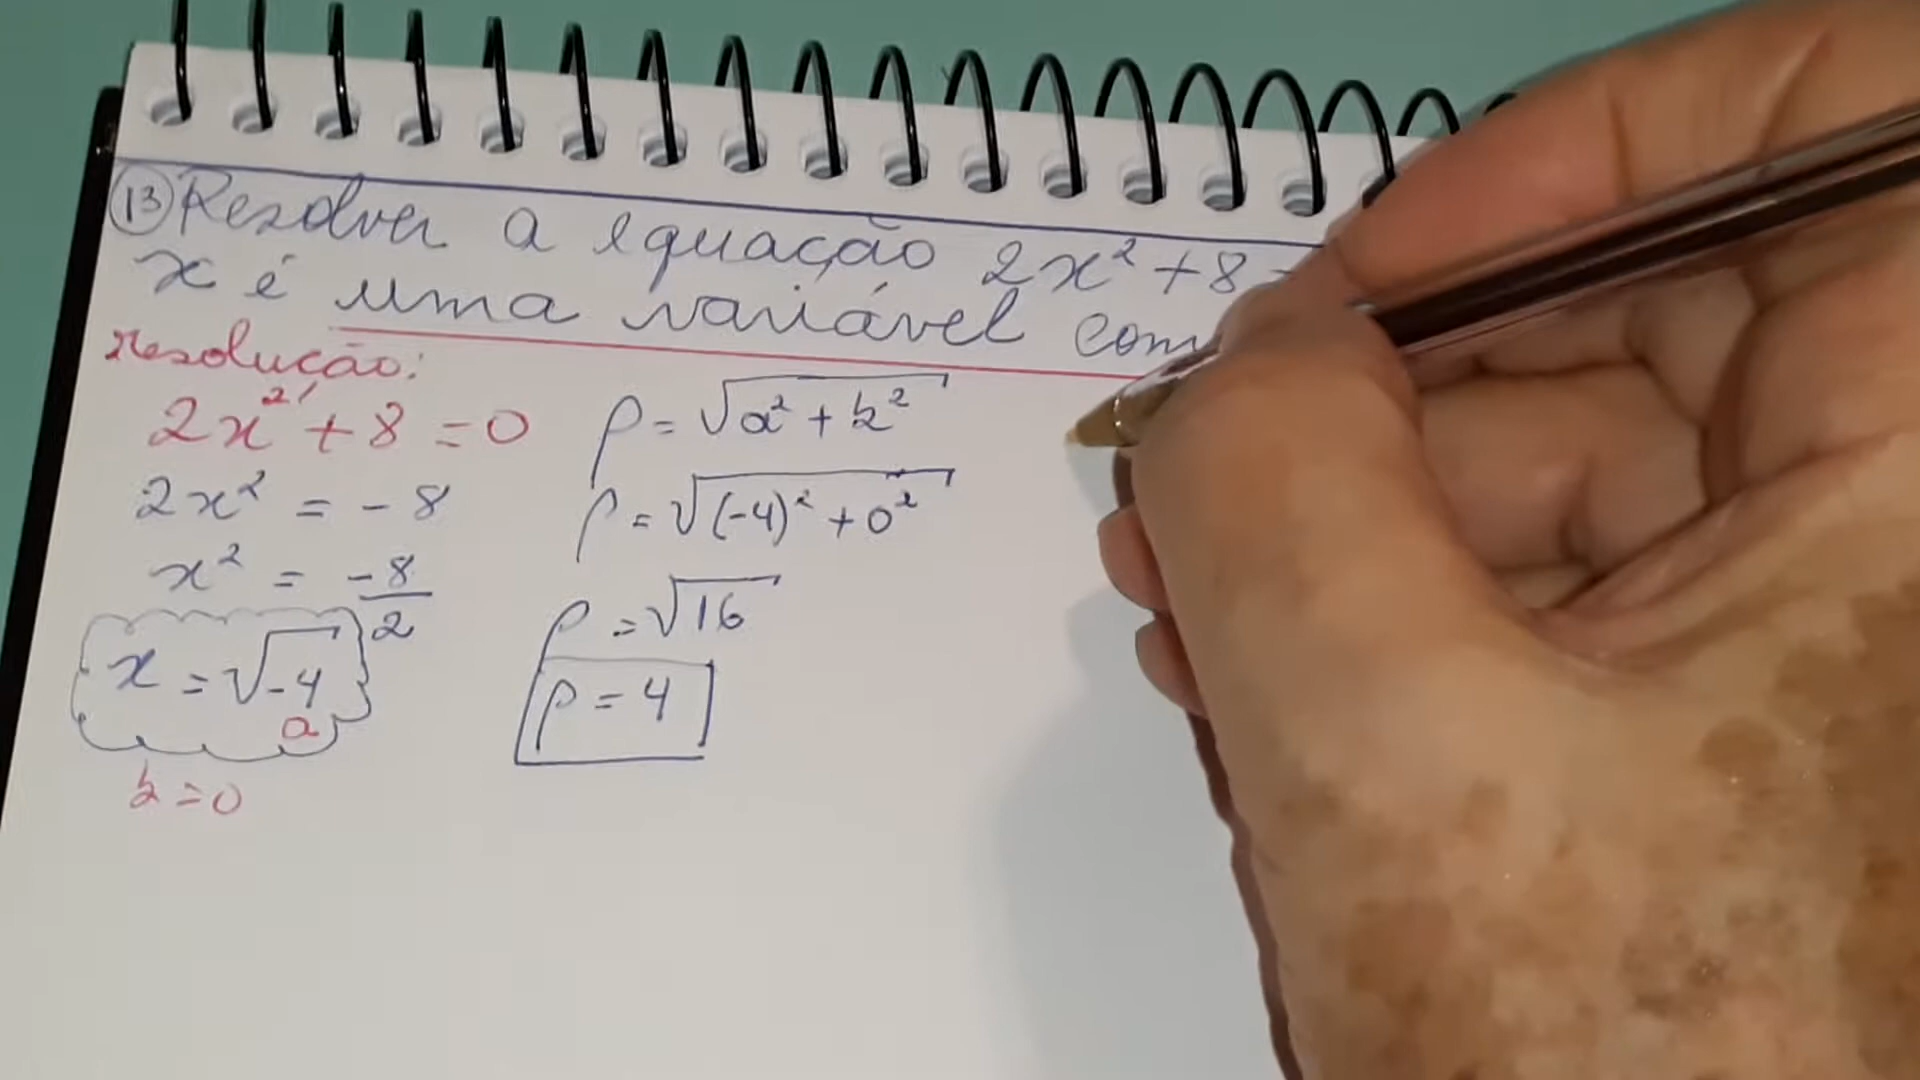 13 Resolver a equação 2x² + 8
x é uma variável com
resolução:
2x² + 8 = 0
2x² = -8
x² = -8/2
x = √-4
a
b = 0
ρ = √a² + b²
ρ = √(-4)² + 0²
ρ = √16
ρ = 4